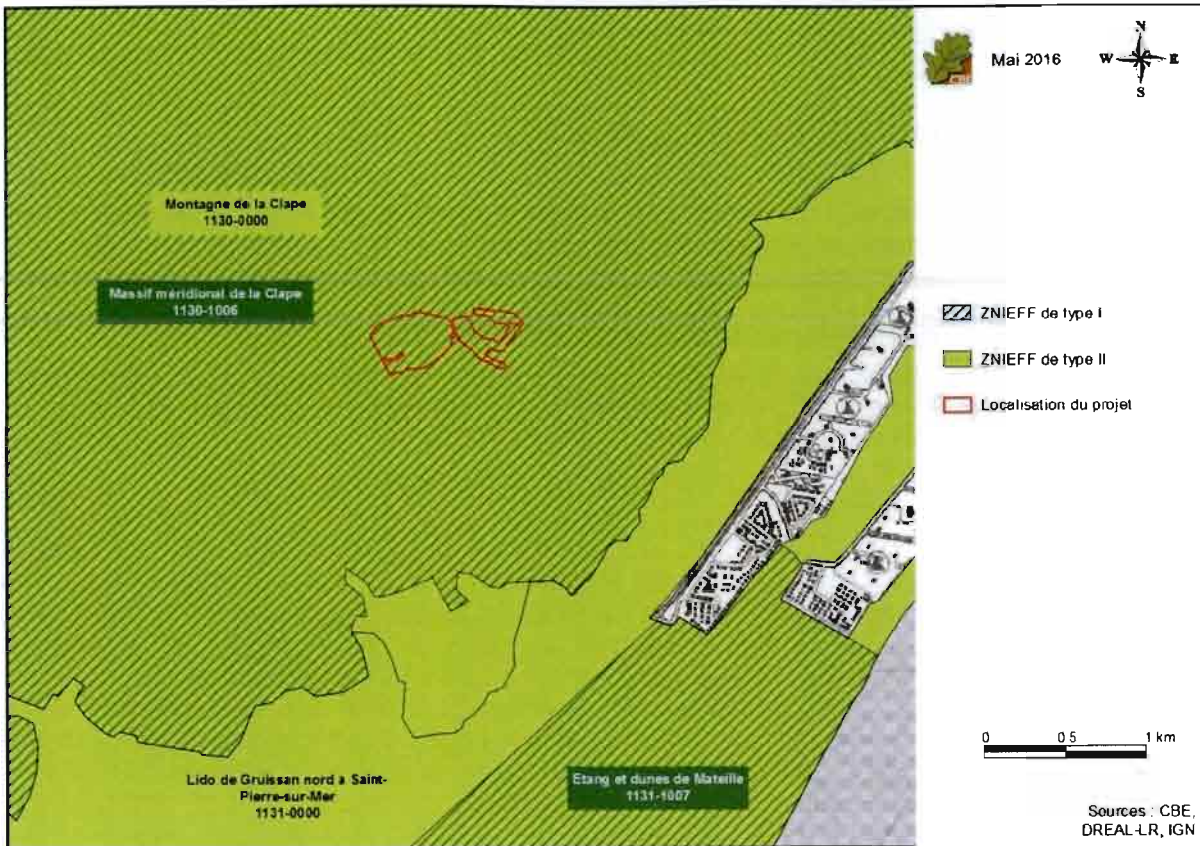 Mai 2016
N
W E
S
Montagne de la Clape
1130-0000
Massif méridional de la Clape
1130-1006
ZNIEFF de type I
ZNIEFF de type II
Localisation du projet
Lido de Gruissan nord a Saint-
Pierre-sur-Mer
1131-0000
Etang et dunes de Mateille
1131-1007
0 0 5 1 km
Sources : CBE,
DREAL-LR, IGN